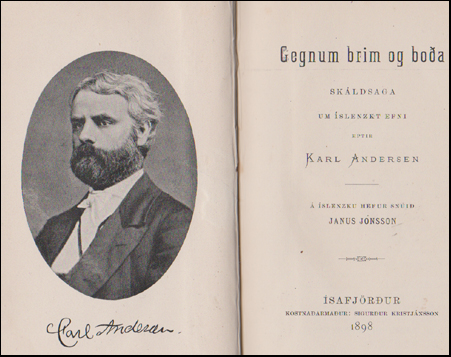 Carl Andersen.
Gegnum brim og boða
SKÁLDSAGA
UM ÍSLENZKT EFNI
EPTIR
KARL ANDERSEN
Á ÍSLENZKU HEFUR SNÚIÐ
JANUS JÓNSSON
ÍSAFJÖRÐUR
KOSTNAÐARMAÐUR: SIGURÐUR KRISTJÁNSSON
1898